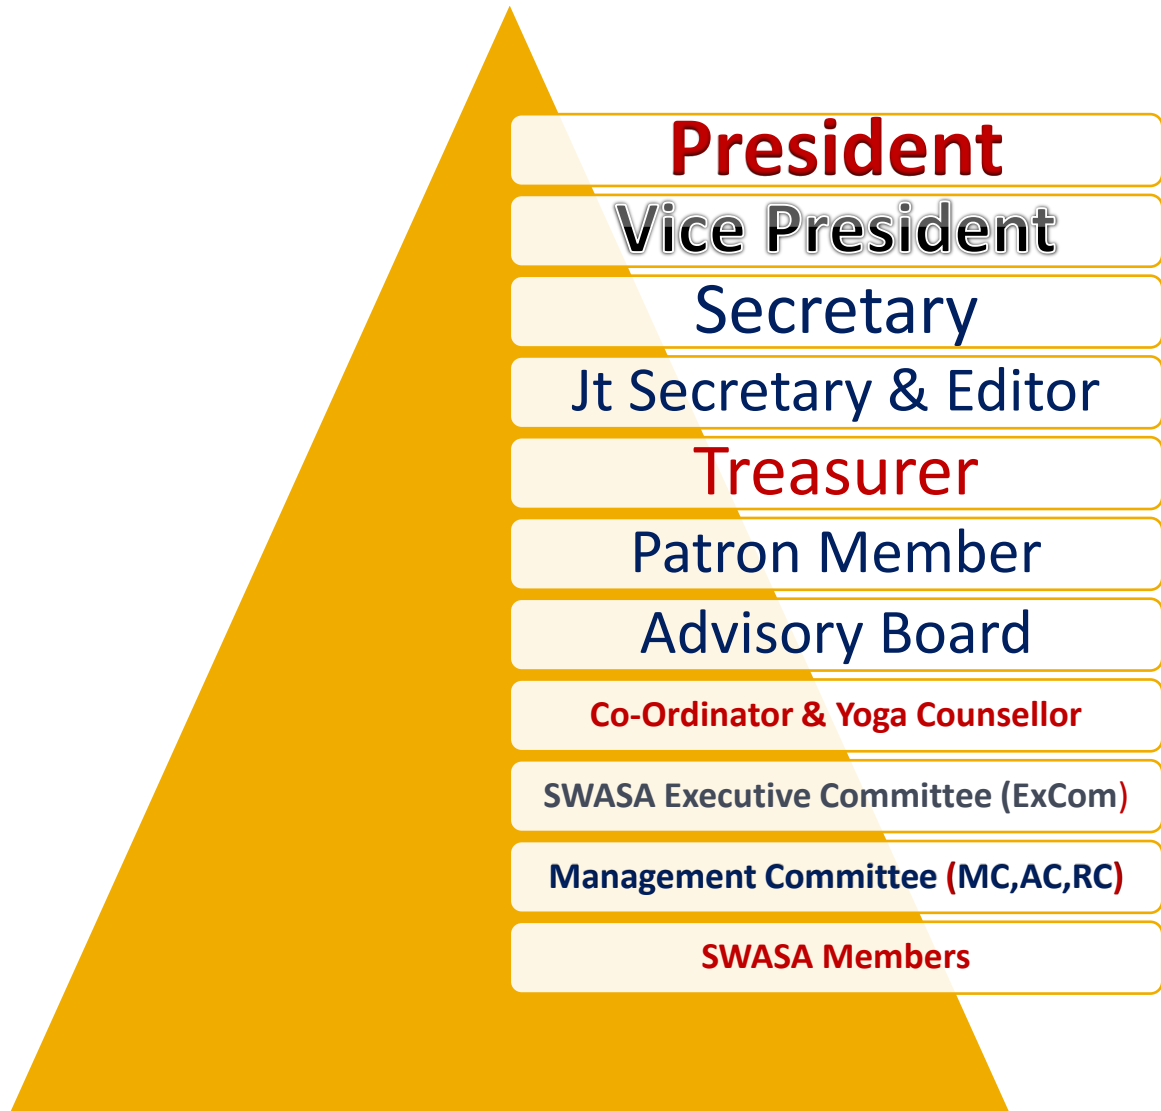 President
Vice President
Secretary
Jt Secretary & Editor
Treasurer
Patron Member
Advisory Board
Co-Ordinator & Yoga Counsellor
SWASA Executive Committee (ExCom)
Management Committee (MC,AC,RC)
SWASA Members